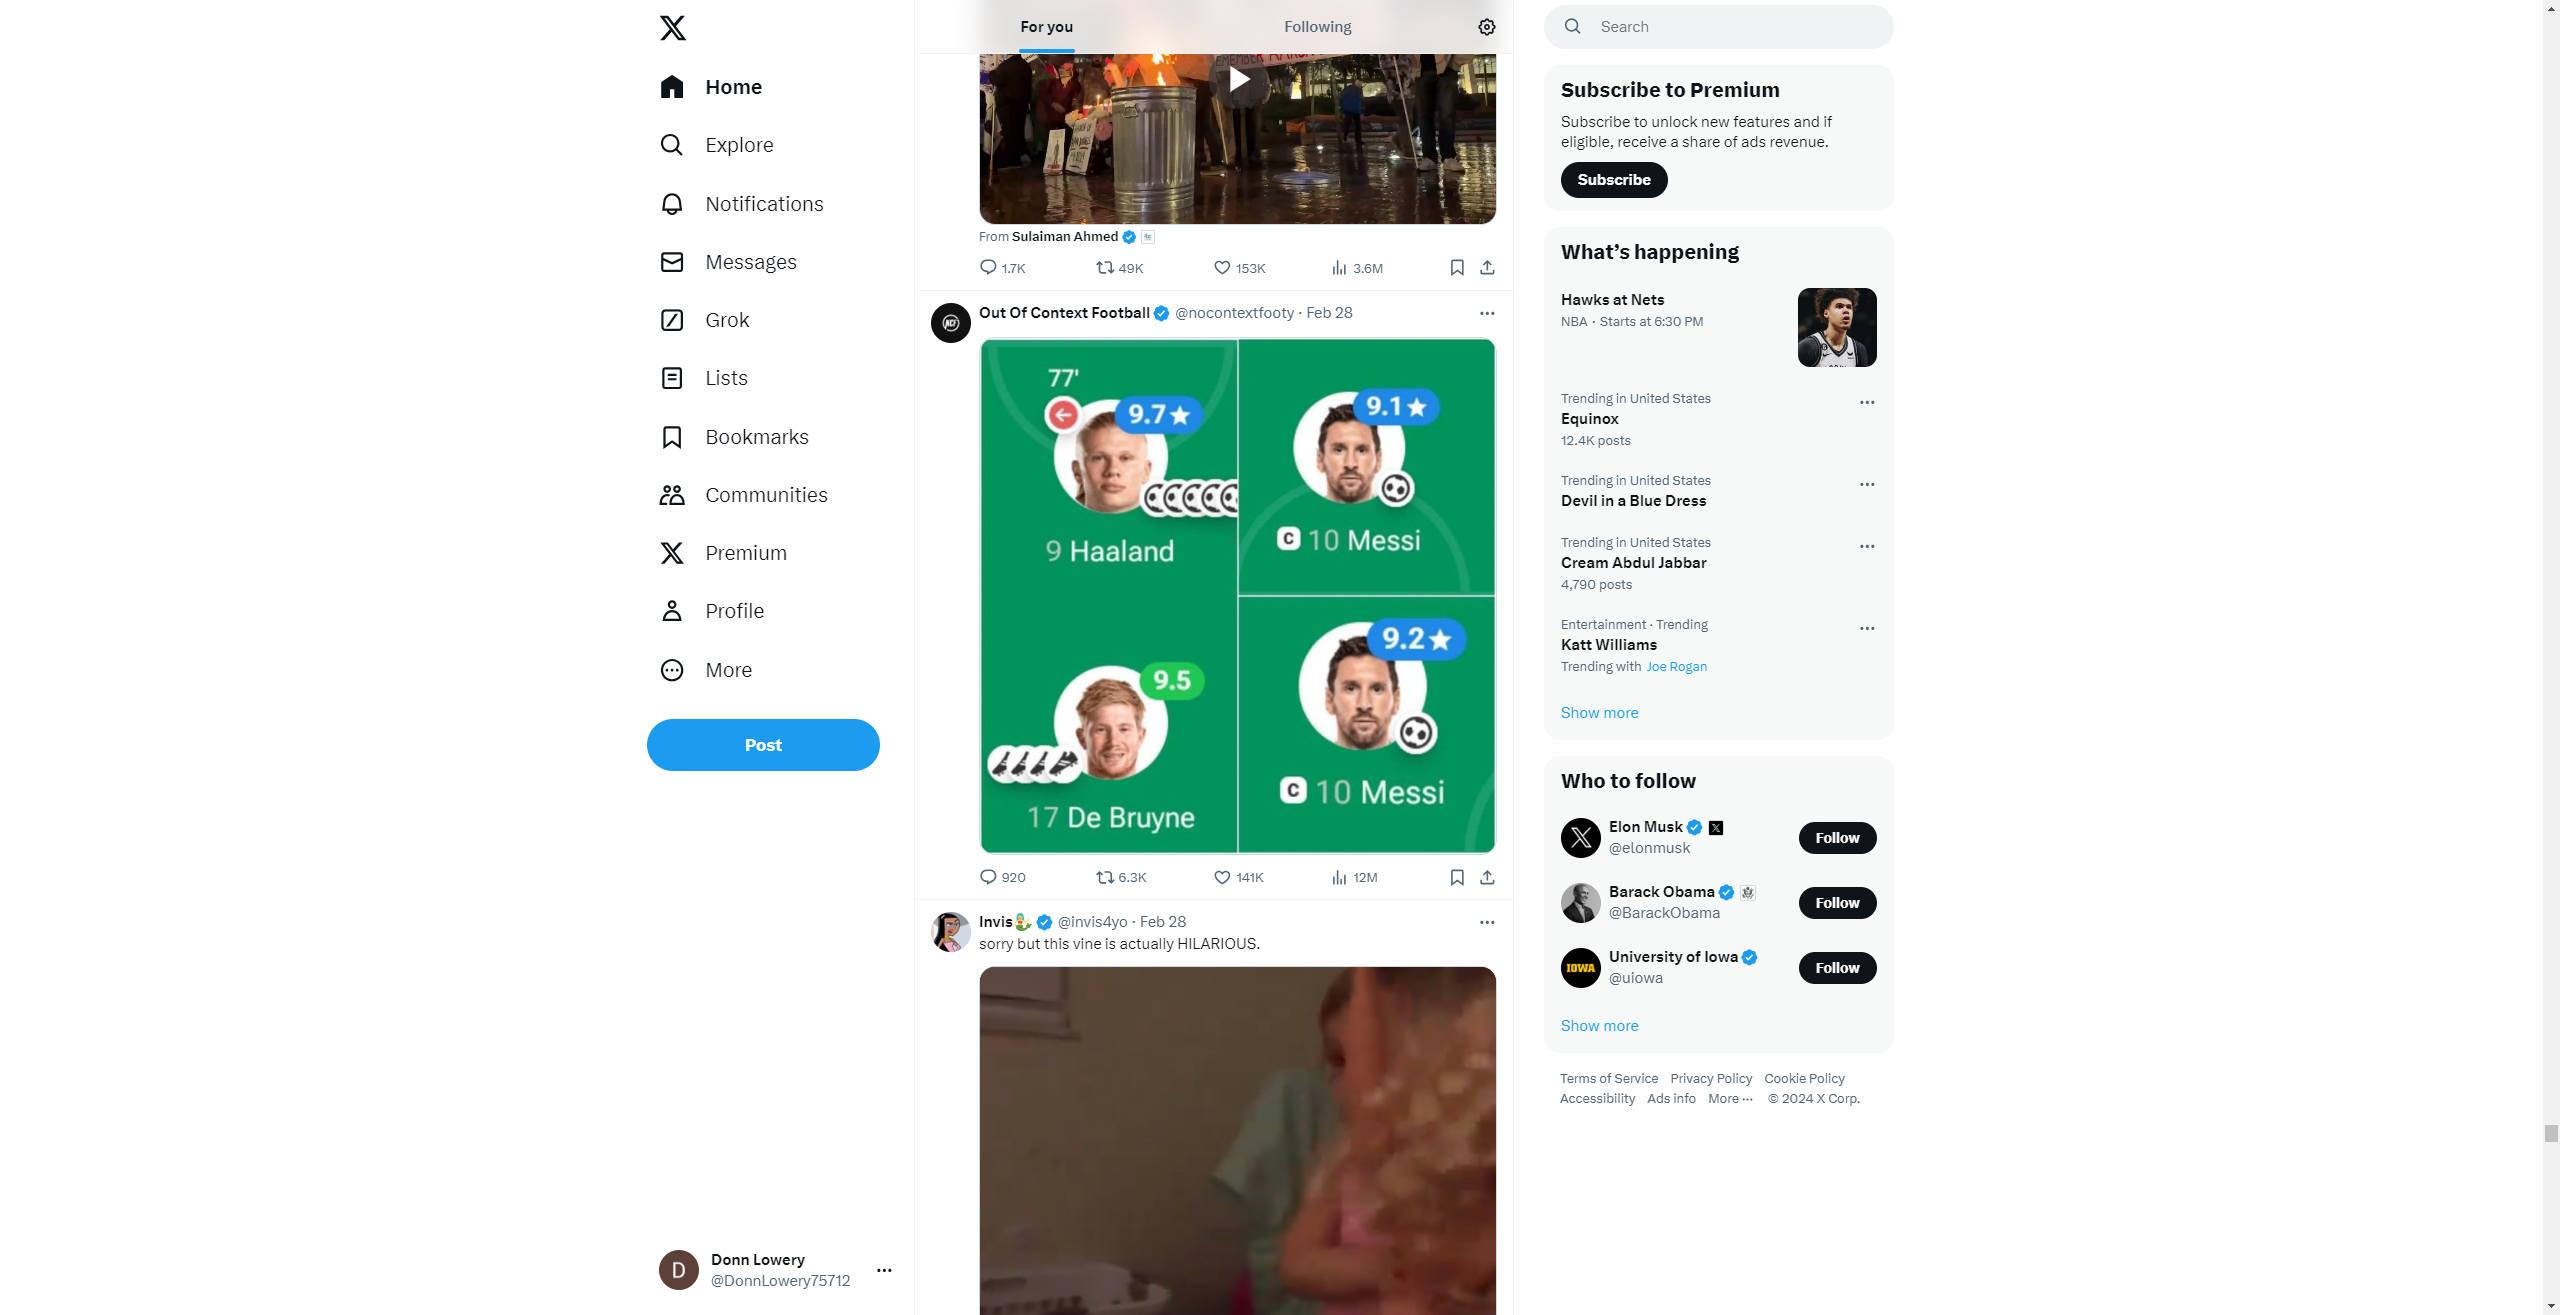 Home
Explore
Notifications
Messages
Grok
Lists
Bookmarks
Communities
Premium
Profile
More
Post
Donn Lowery
@DonnLowery75712
For you
Following
From Sulaiman Ahmed
1.7K
49K
153K
3.6M
Out Of Context Football @nocontextfooty · Feb 28
77'
9.7
9 Haaland
9.5
17 De Bruyne
9.1
C 10 Messi
9.2
C 10 Messi
920
6.3K
141K
12M
Invis @invis4yo · Feb 28
sorry but this vine is actually HILARIOUS.
Search
Subscribe to Premium
Subscribe to unlock new features and if
eligible, receive a share of ads revenue.
Subscribe
What’s happening
Hawks at Nets
NBA · Starts at 6:30 PM
Trending in United States
Equinox
12.4K posts
Trending in United States
Devil in a Blue Dress
Trending in United States
Cream Abdul Jabbar
4,790 posts
Entertainment · Trending
Katt Williams
Trending with Joe Rogan
Show more
Who to follow
Elon Musk
@elonmusk
Follow
Barack Obama
@BarackObama
Follow
IOWA
University of Iowa
@uiowa
Follow
Show more
Terms of Service Privacy Policy Cookie Policy
Accessibility Ads info More ··· © 2024 X Corp.